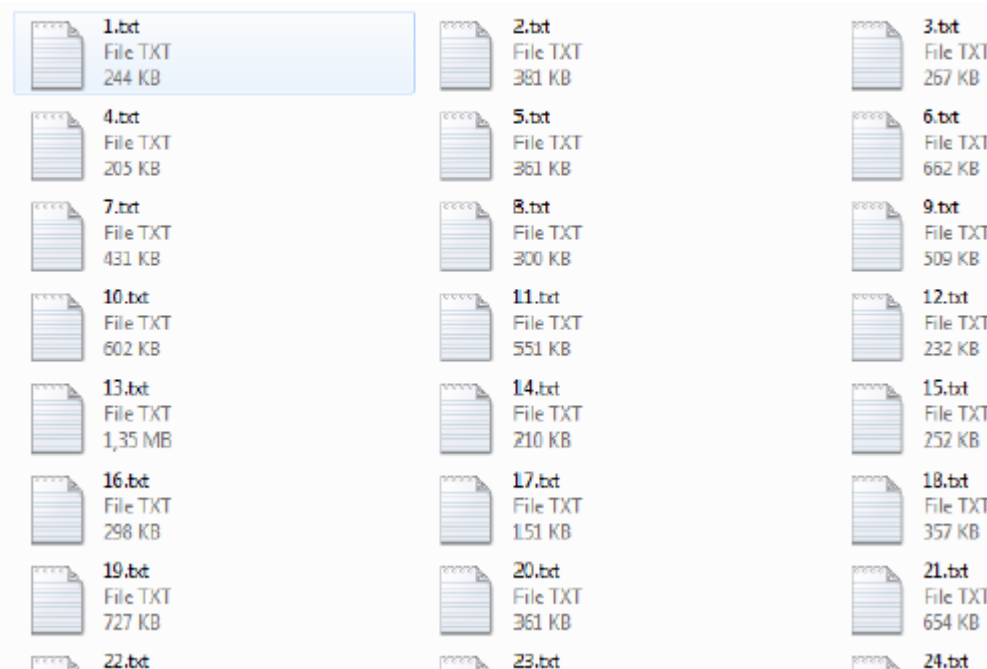 1.txt
File TXT
244 KB
2.txt
File TXT
381 KB
3.txt
File TXT
267 KB
4.txt
File TXT
205 KB
5.txt
File TXT
361 KB
6.txt
File TXT
662 KB
7.txt
File TXT
431 KB
8.txt
File TXT
300 KB
9.txt
File TXT
509 KB
10.txt
File TXT
602 KB
11.txt
File TXT
551 KB
12.txt
File TXT
232 KB
13.txt
File TXT
1,35 MB
14.txt
File TXT
210 KB
15.txt
File TXT
252 KB
16.txt
File TXT
298 KB
17.txt
File TXT
151 KB
18.txt
File TXT
357 KB
19.txt
File TXT
727 KB
20.txt
File TXT
361 KB
21.txt
File TXT
654 KB
22.txt
23.txt
24.txt